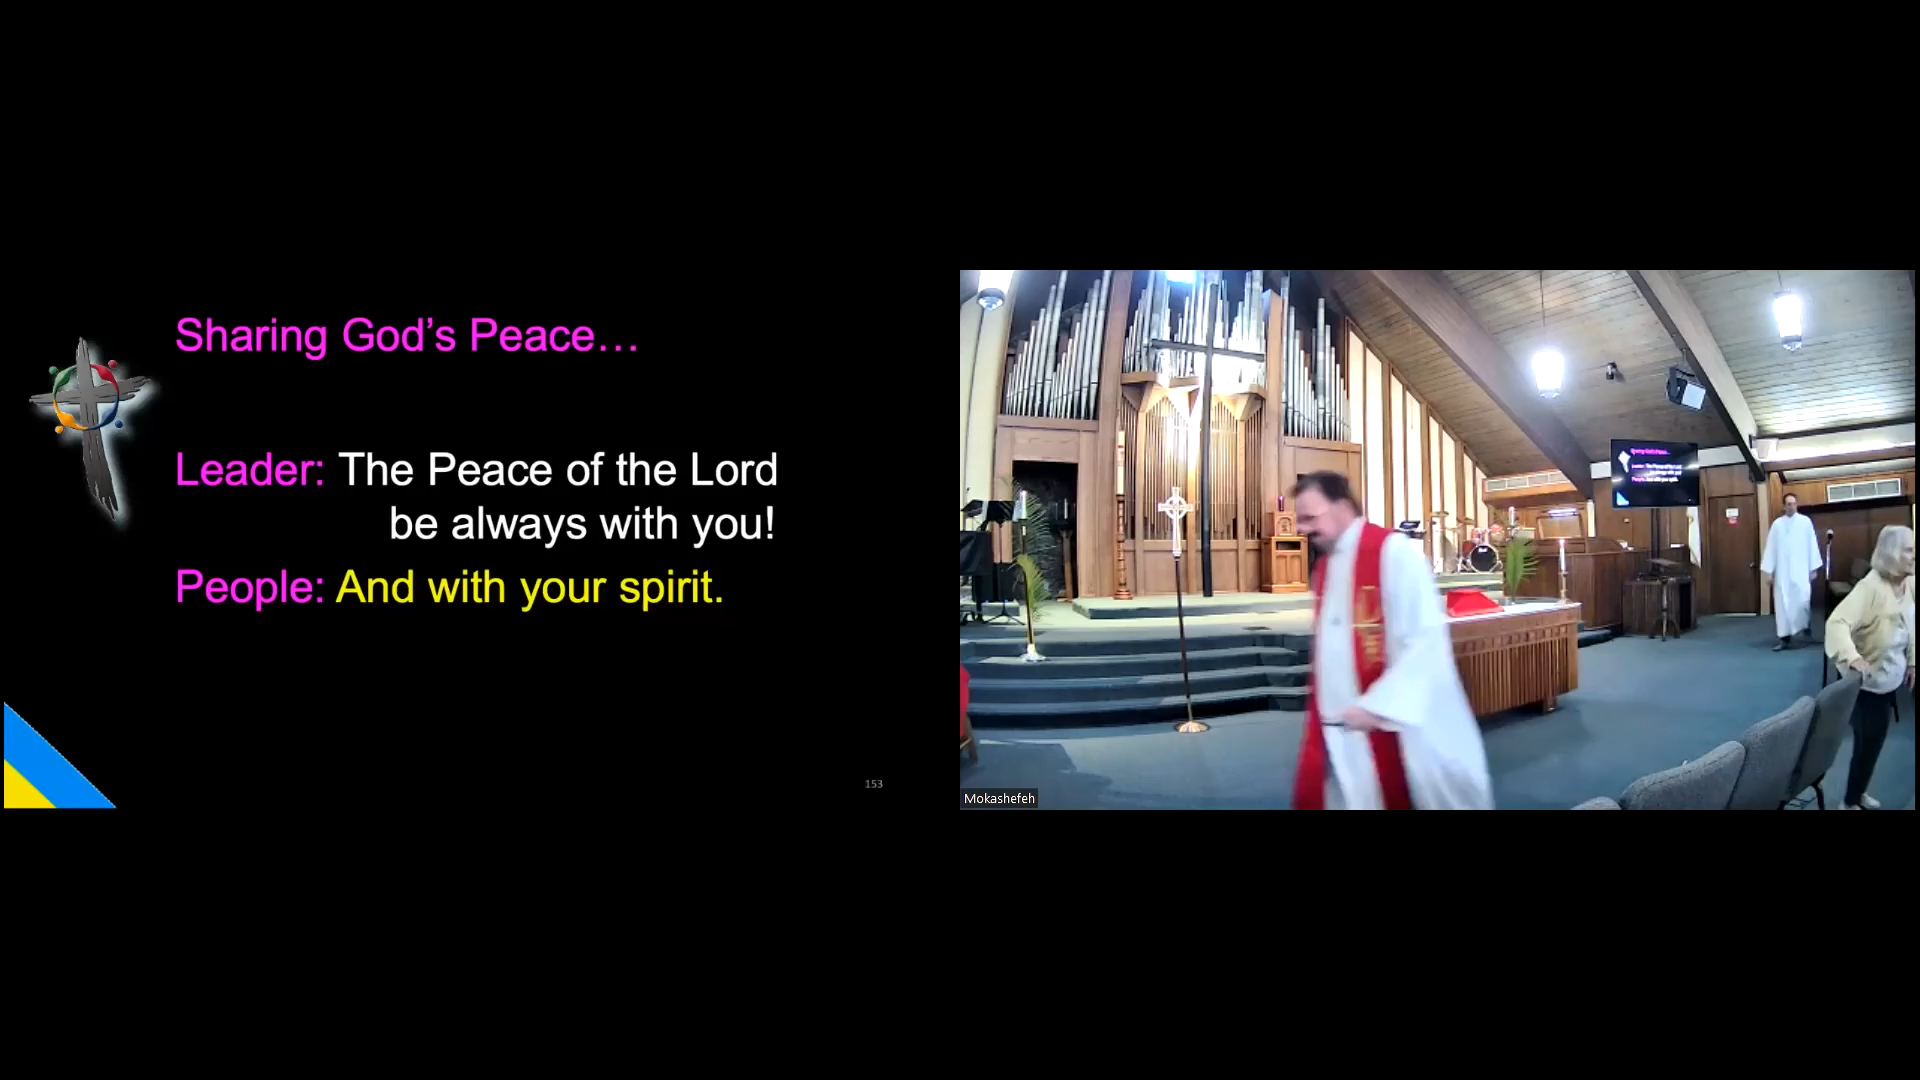 Sharing God’s Peace…
Leader: The Peace of the Lord
be always with you!
People: And with your spirit.
153
Mokashefeh